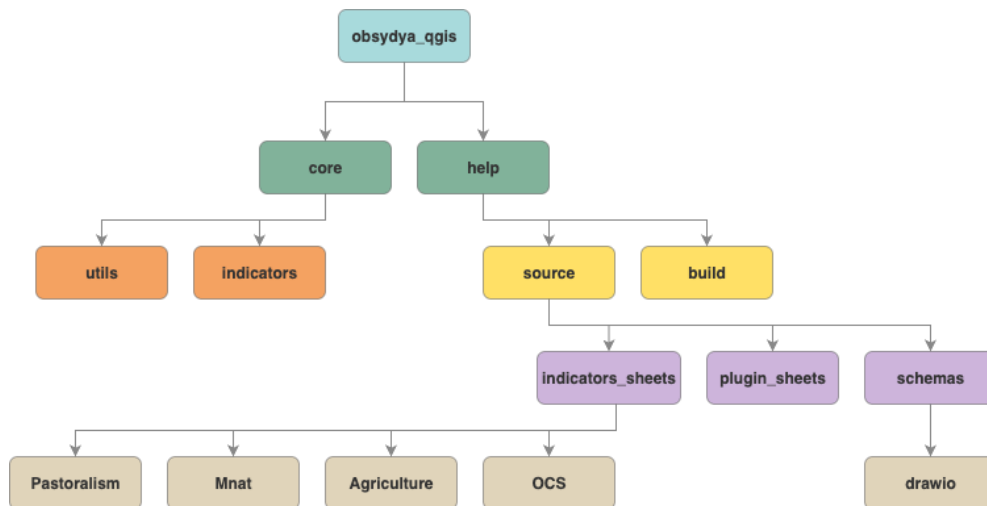 obsydya_qgis
core
help
utils
indicators
source
build
indicators_sheets
plugin_sheets
schemas
Pastoralism
Mnat
Agriculture
OCS
drawio